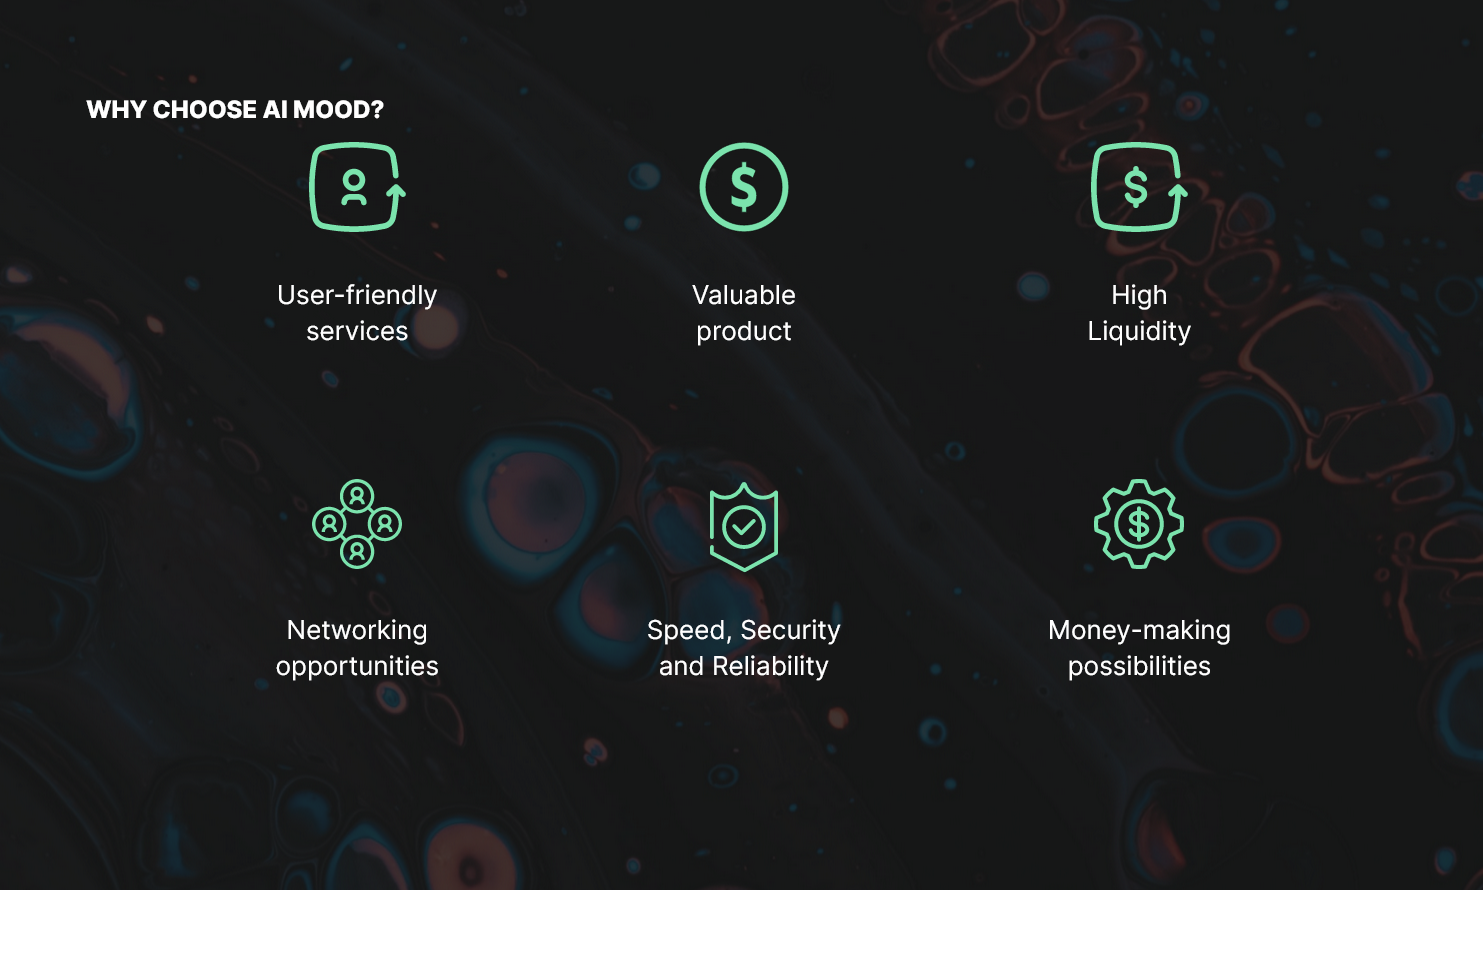 WHY CHOOSE AI MOOD?
User-friendly
services
Valuable
product
High
Liquidity
Networking
opportunities
Speed, Security
and Reliability
Money-making
possibilities